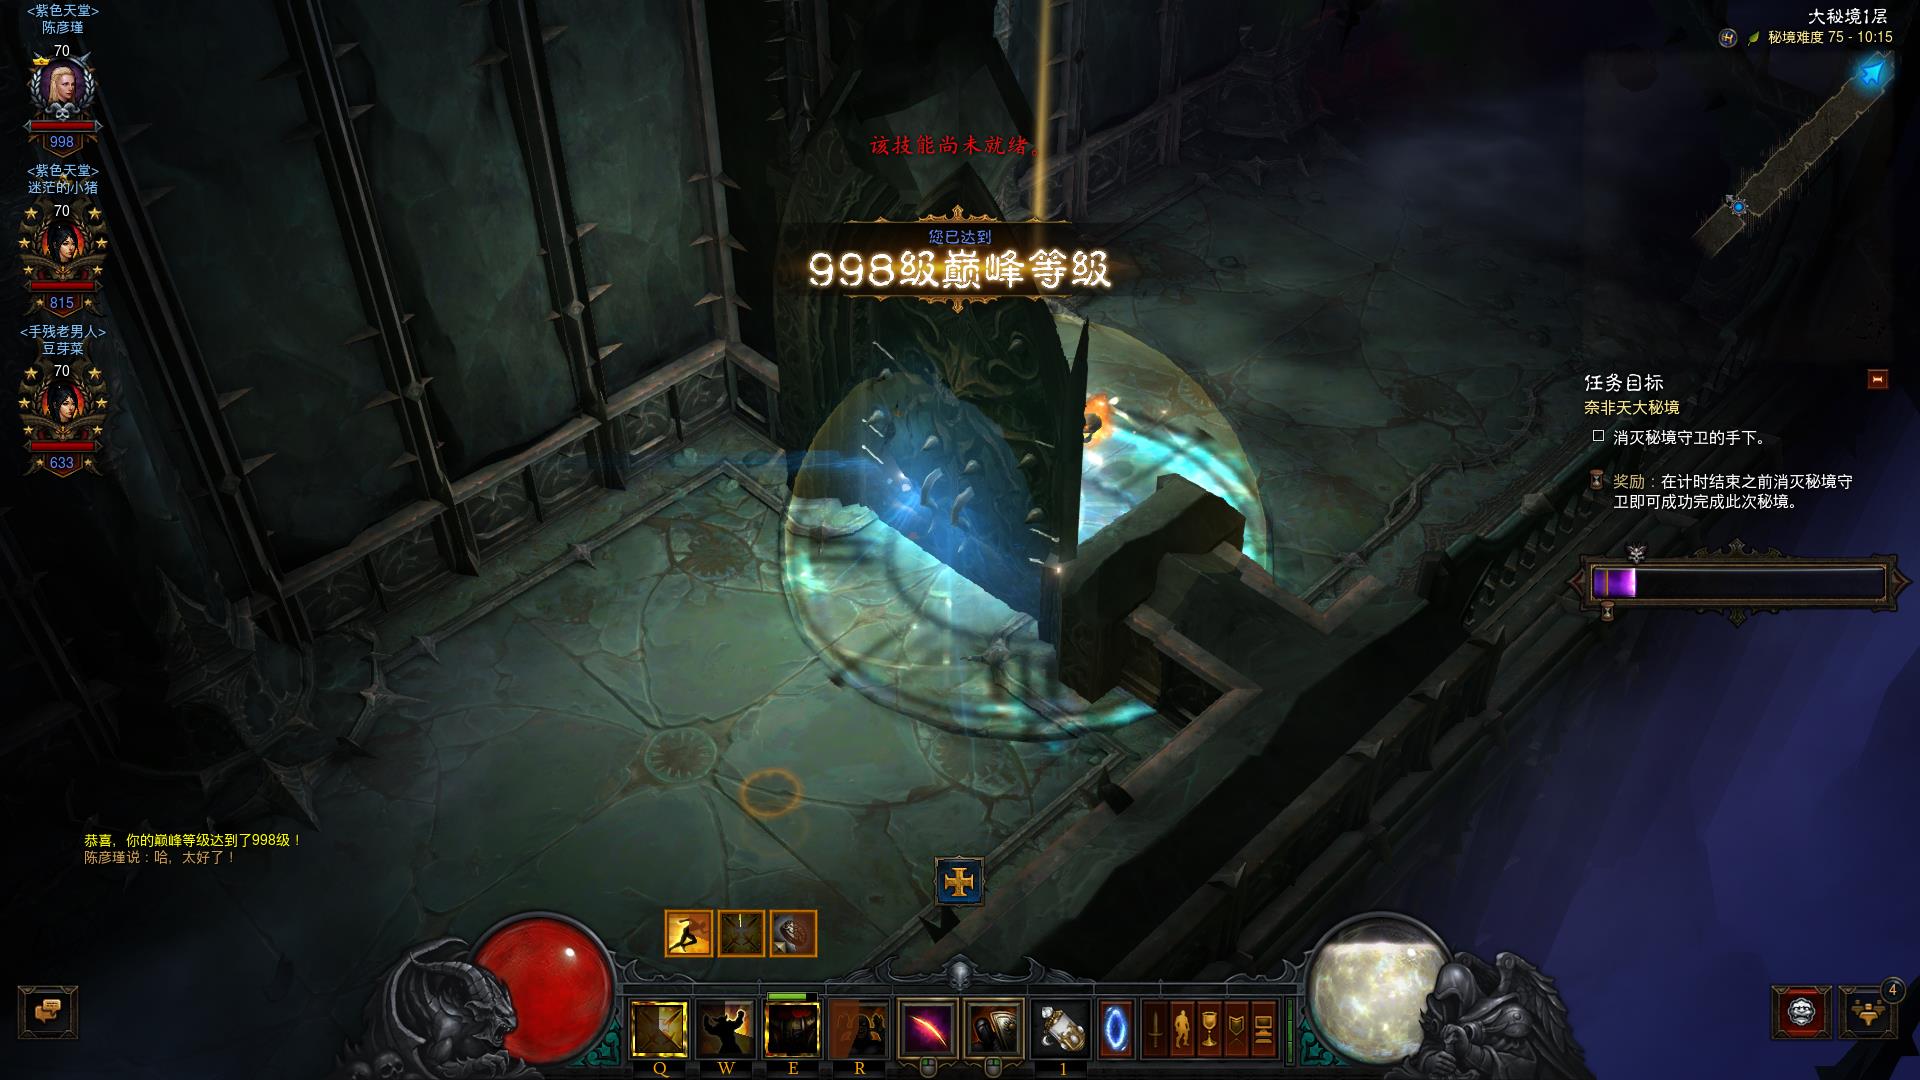 <紫色天堂>
陈彦瑾
70
998
<紫色天堂>
迷茫的小猪
70
815
<手残老男人>
豆芽菜
70
633
大秘境1层
秘境难度 75 - 10:15
该技能尚未就绪。
您已达到
998级巅峰等级
任务目标
奈非天大秘境
消灭秘境守卫的手下。
奖励：在计时结束之前消灭秘境守
卫即可成功完成此次秘境。
恭喜，你的巅峰等级达到了998级！
陈彦瑾说：哈，太好了！
1
4
Q
W
E
R
1